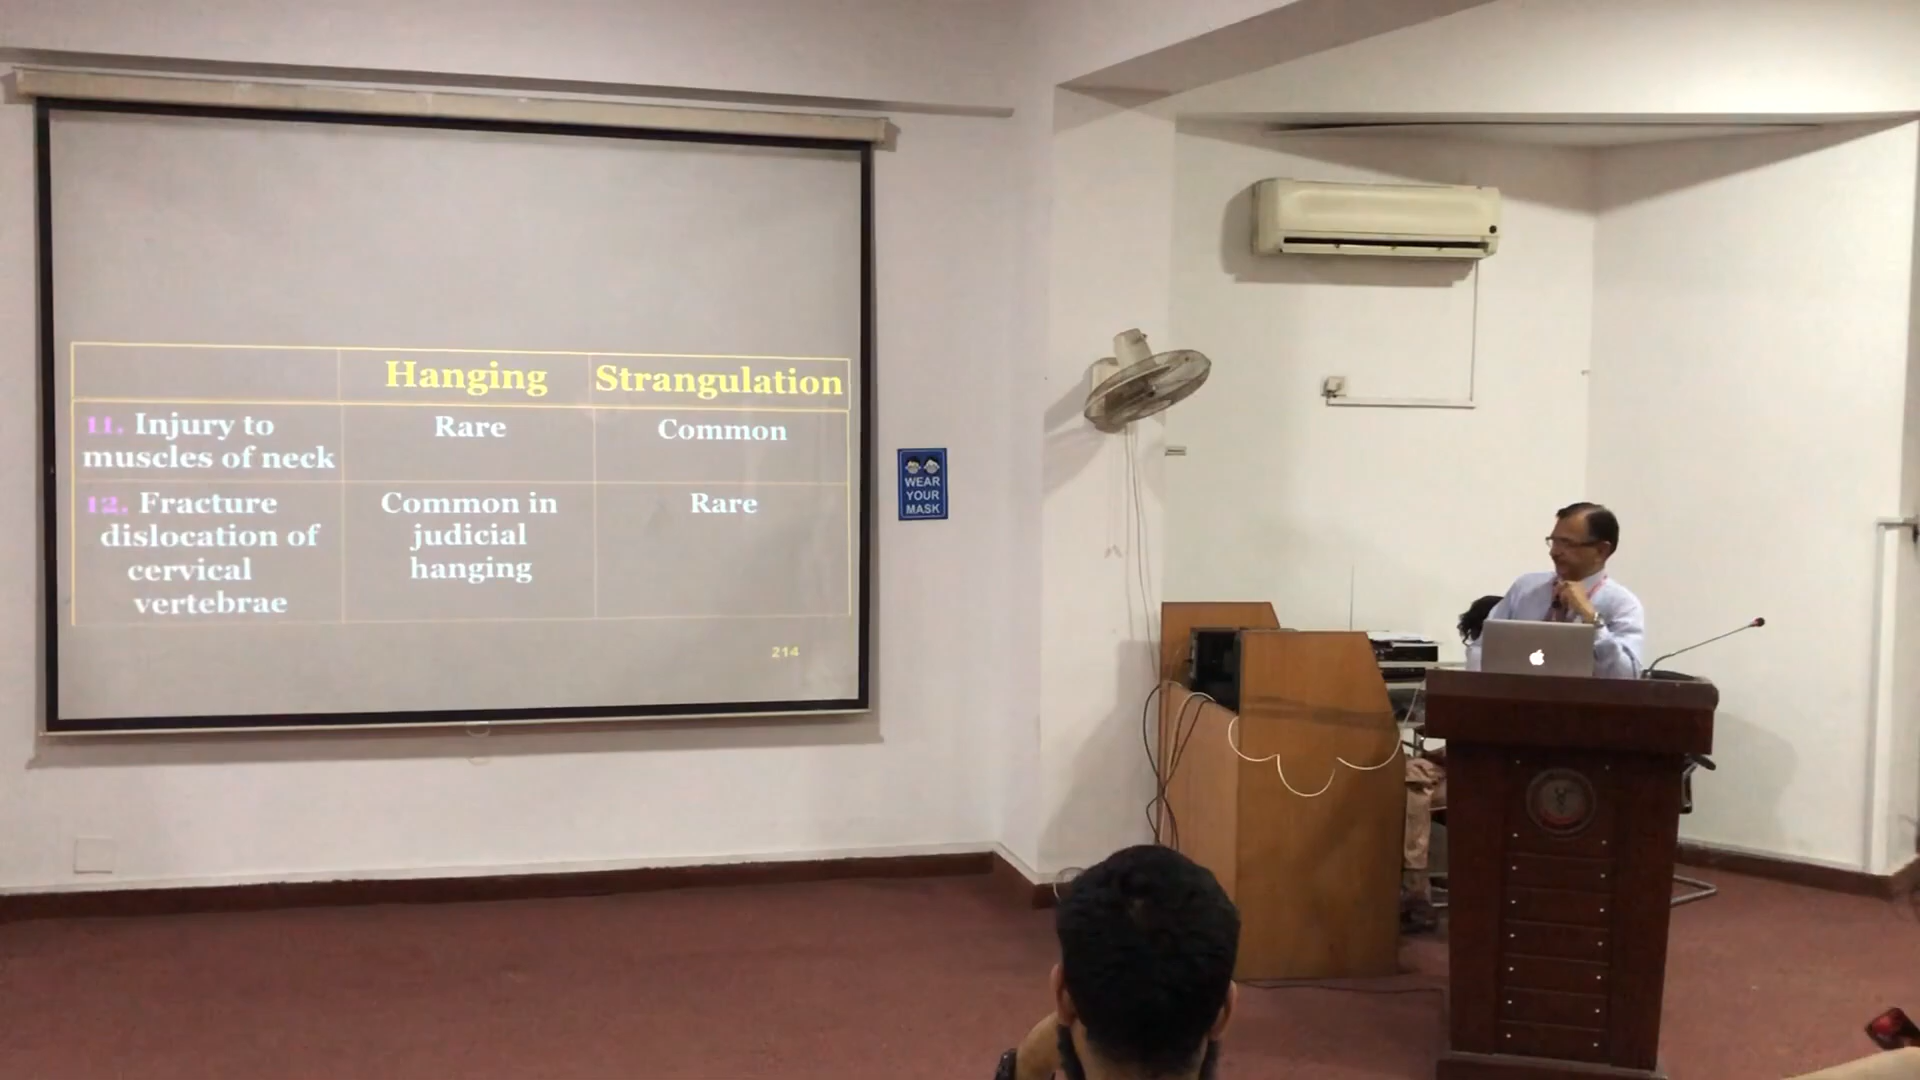 Hanging Strangulation
11. Injury to
muscles of neck
Rare
Common
12. Fracture
dislocation of
cervical
vertebrae
Common in
judicial
hanging
Rare
214
WEAR
YOUR
MASK